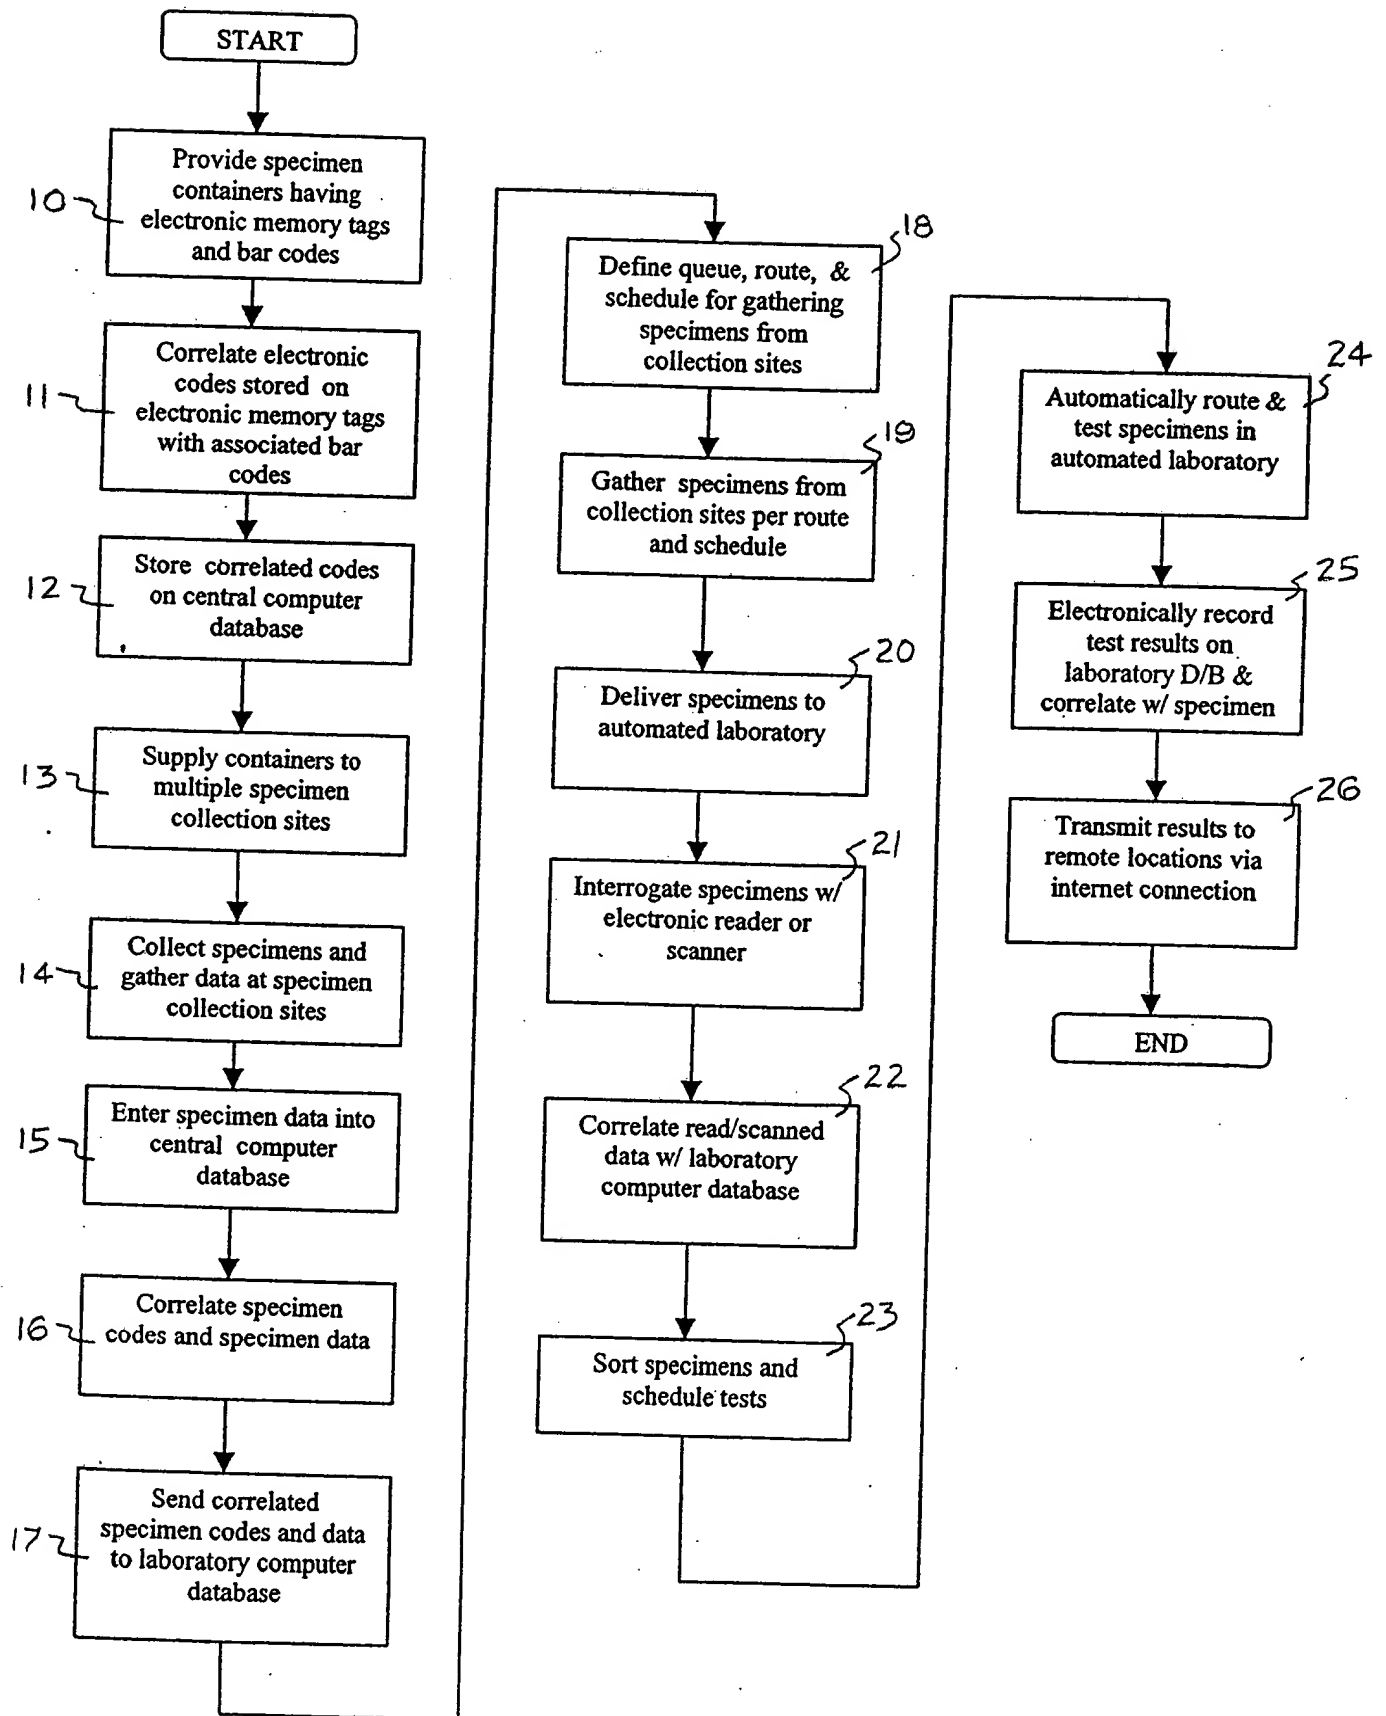 START
10
Provide specimen
containers having
electronic memory tags
and bar codes
11
Correlate electronic
codes stored on
electronic memory tags
with associated bar
codes
12
Store correlated codes
on central computer
database
13
Supply containers to
multiple specimen
collection sites
14
Collect specimens and
gather data at specimen
collection sites
15
Enter specimen data into
central computer
database
16
Correlate specimen
codes and specimen data
17
Send correlated
specimen codes and data
to laboratory computer
database
18
Define queue, route, &
schedule for gathering
specimens from
collection sites
19
Gather specimens from
collection sites per route
and schedule
20
Deliver specimens to
automated laboratory
21
Interrogate specimens w/
electronic reader or
scanner
22
Correlate read/scanned
data w/ laboratory
computer database
23
Sort specimens and
schedule tests
24
Automatically route &
test specimens in
automated laboratory
25
Electronically record
test results on
laboratory D/B &
correlate w/ specimen
26
Transmit results to
remote locations via
internet connection
END